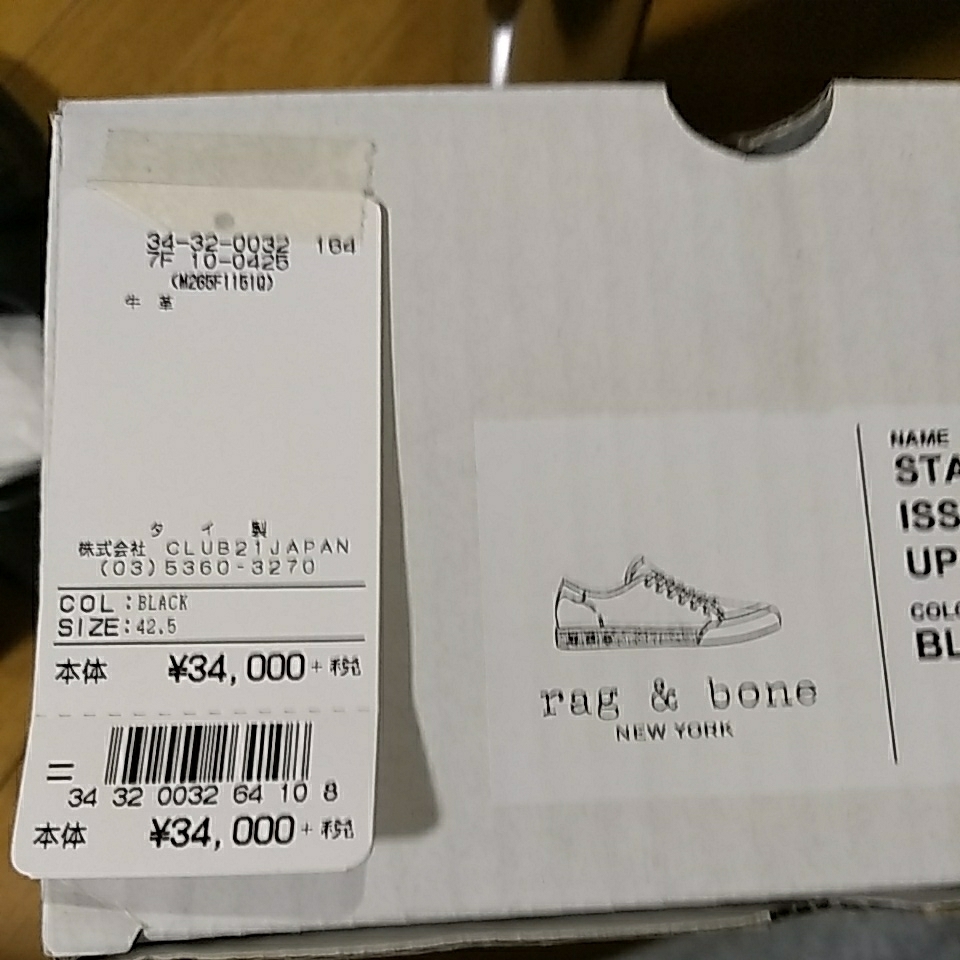 34-32-0032 164
7F 10-0425
(M265F1151Q)
牛 革
タ イ 製
株式会社 CLUB21JAPAN
(03)5360-3270
COL:BLACK
SIZE:42.5
本体 ¥34,000+税
34 32 0032 64 10 8
本体 ¥34,000+税
rag & bone
NEW YORK
NAME
STA
ISS
UP
COLO
BL